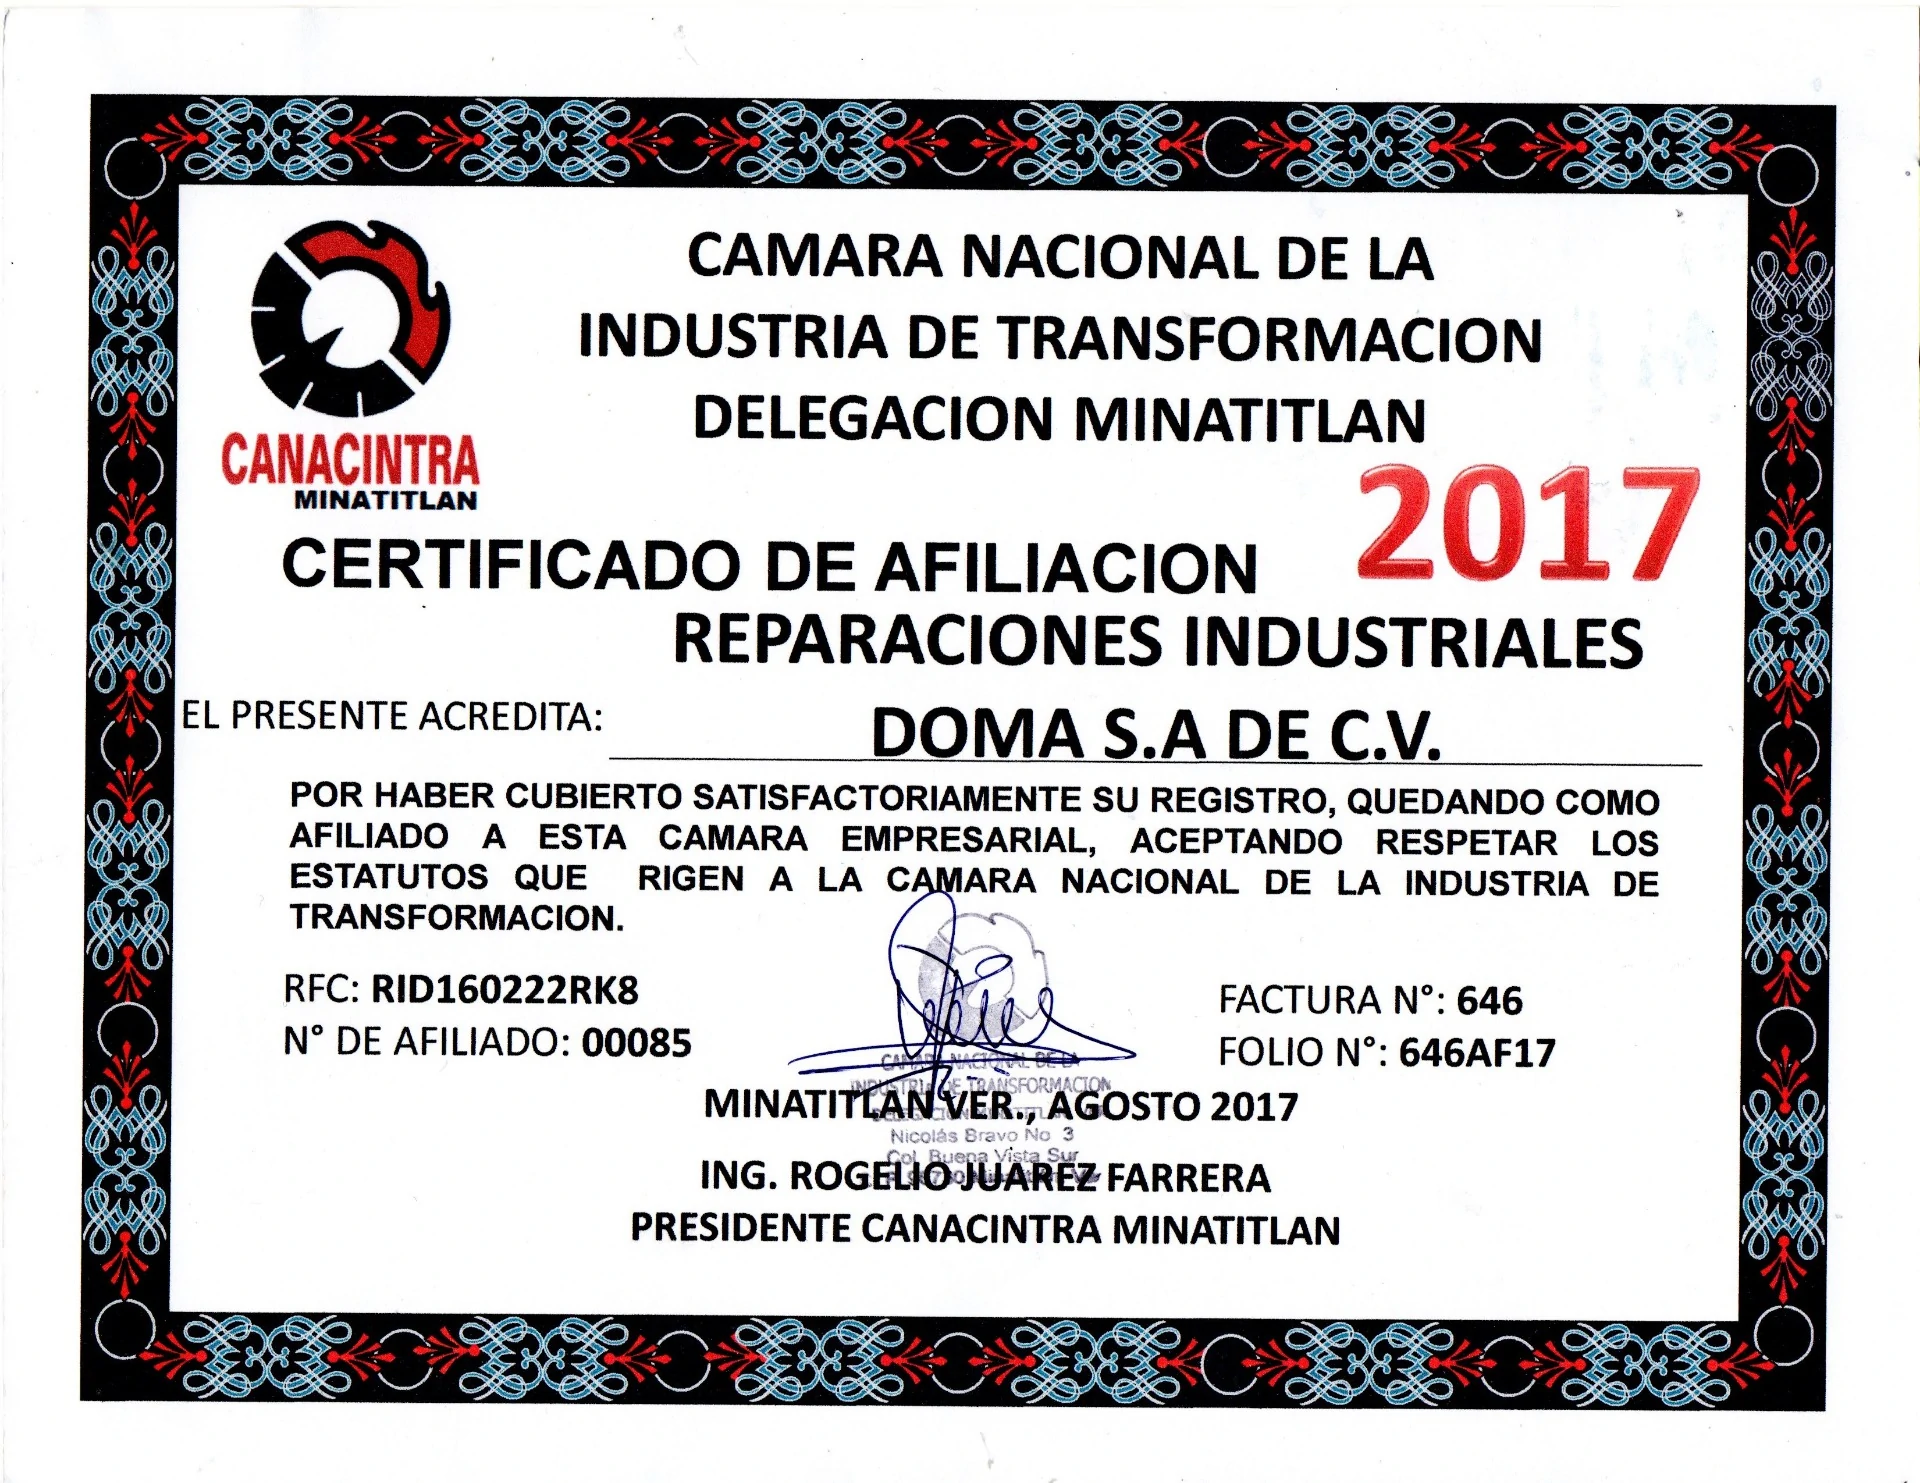 CAMARA NACIONAL DE LA
INDUSTRIA DE TRANSFORMACION
DELEGACION MINATITLAN
CANACINTRA
MINATITLAN
2017
CERTIFICADO DE AFILIACION
REPARACIONES INDUSTRIALES
EL PRESENTE ACREDITA:
DOMA S.A DE C.V.
POR HABER CUBIERTO SATISFACTORIAMENTE SU REGISTRO, QUEDANDO COMO
AFILIADO A ESTA CAMARA EMPRESARIAL, ACEPTANDO RESPETAR LOS
ESTATUTOS QUE RIGEN A LA CAMARA NACIONAL DE LA INDUSTRIA DE
TRANSFORMACION.
RFC: RID160222RK8
N° DE AFILIADO: 00085
FACTURA N°: 646
FOLIO N°: 646AF17
CAMARA NACIONAL DE LA
INDUSTRIA DE TRANSFORMACION
DELEGACION MINATITLAN
MINATITLAN VER., AGOSTO 2017
Nicolás Bravo No 3
Col. Buena Vista Sur
ING. ROGELIO JUAREZ FARRERA
PRESIDENTE CANACINTRA MINATITLAN